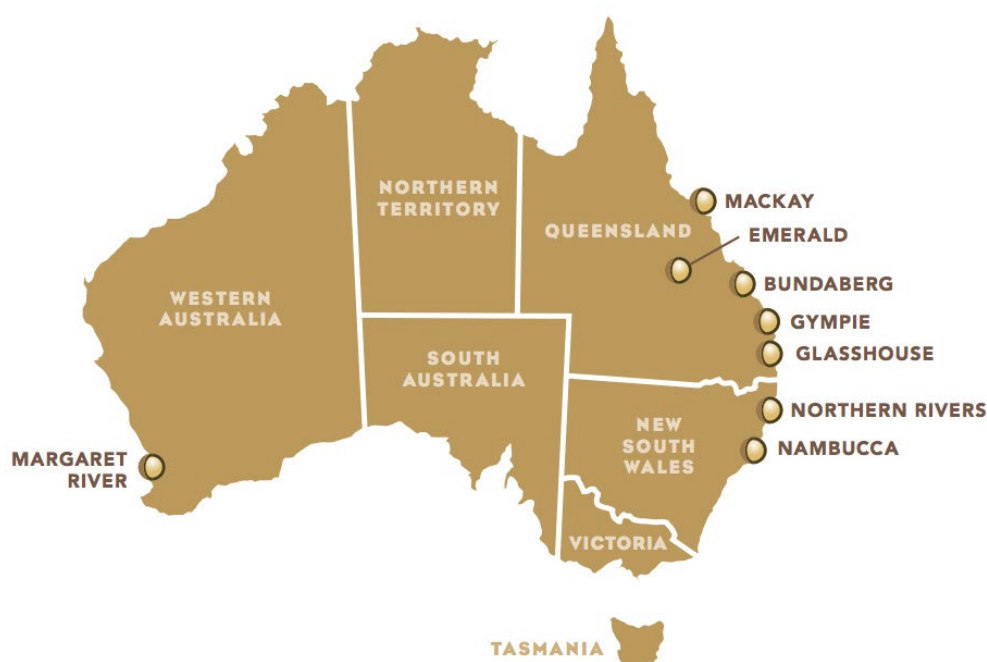 NORTHERN
TERRITORY
MACKAY
QUEENSLAND
EMERALD
BUNDABERG
WESTERN
AUSTRALIA
GYMPIE
GLASSHOUSE
SOUTH
AUSTRALIA
NORTHERN RIVERS
NEW
SOUTH
WALES
NAMBUCCA
MARGARET
RIVER
VICTORIA
TASMANIA